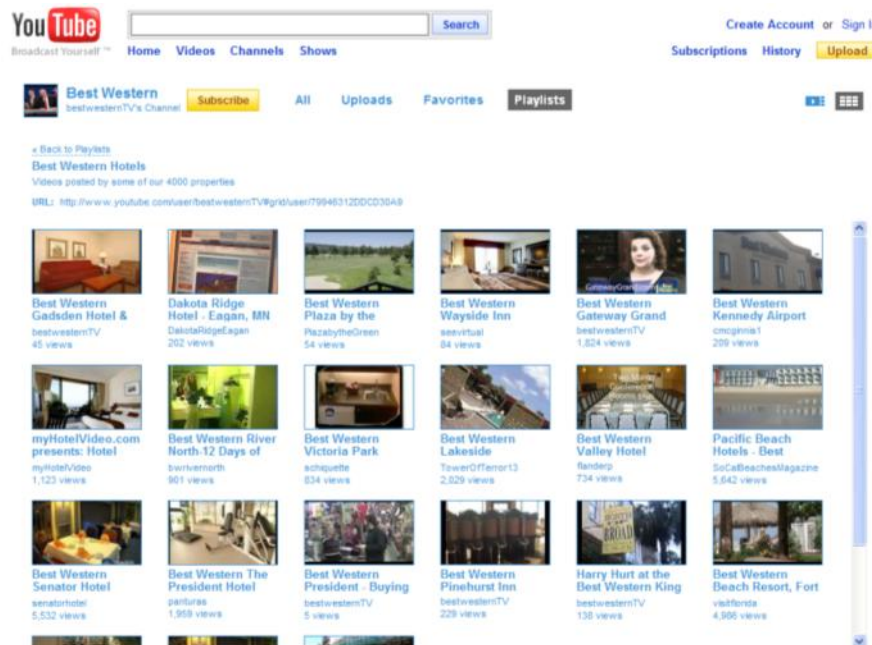 You Tube
Search
Create Account or Sign I
Broadcast Yourself ™
Home Videos Channels Shows
Subscriptions History Upload
Best Western
bestwesternTV's Channel
Subscribe
All Uploads Favorites Playlists
« Back to Playlists
Best Western Hotels
Videos posted by some of our 4000 properties
URL: http://www.youtube.com/user/bestwesternTV#grid/user/79946312DDCD30A9
Best Western
Gadsden Hotel &
bestwesternTV
45 views
Dakota Ridge
Hotel - Eagan, MN
DakotaRidgeEagan
202 views
Best Western
Plaza by the
PlazabytheGreen
54 views
Best Western
Wayside Inn
seevirtual
84 views
GatewayGrand
Best Western
Gateway Grand
bestwesternTV
1,824 views
Best Western
Best Western
Kennedy Airport
cmcginnis1
209 views
myHotelVideo.com
presents: Hotel
myHotelVideo
1,123 views
Best Western River
North-12 Days of
bwrivernorth
901 views
Best Western
Victoria Park
schiquette
834 views
Best Western
Lakeside
TowerOfTerror13
2,029 views
Two
Conference
Rooms
Best Western
Valley Hotel
flanderp
734 views
Pacific Beach
Hotels - Best
SoCalBeachesMagazine
5,642 views
Best Western
Senator Hotel
senatorhotel
5,532 views
Best Western The
President Hotel
panturas
1,959 views
Best Western
President - Buying
bestwesternTV
5 views
Best Western
Pinehurst Inn
bestwesternTV
229 views
BROAD
Harry Hurt at the
Best Western King
bestwesternTV
138 views
Best Western
Beach Resort, Fort
visitflorida
4,986 views